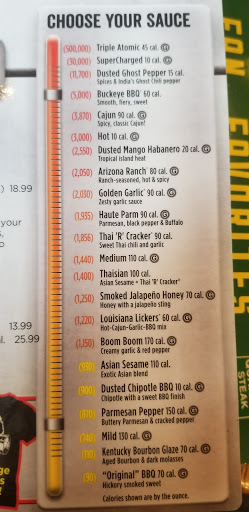 CHOOSE YOUR SAUCE
(500,000) Triple Atomic 45 cal. G
(30,000) SuperCharged 10 cal. G
(11,700) Dusted Ghost Pepper 15 cal.
Spices & India's Ghost Chili pepper
(5,000) Buckeye BBQ 60 cal.
Smooth, fiery, sweet
(3,870) Cajun 90 cal. G
Spicy, classic Cajun!
(3,000) Hot 10 cal. G
(2,550) Dusted Mango Habanero 20 cal. G
Tropical island heat
(2,050) Arizona Ranch 80 cal. G
Ranch-seasoned, hot & spicy
(2,030) Golden Garlic 90 cal. G
Zesty garlic sauce
(1,935) Haute Parm 90 cal. G
Parmesan, black pepper & Buffalo
(1,856) Thai 'R' Cracker 90 cal.
Sweet Thai chili and garlic
(1,440) Medium 110 cal. G
(1,400) Thaisian 100 cal.
Asian Sesame + Thai 'R' Cracker
(1,250) Smoked Jalapeño Honey 70 cal. G
Honey with a jalapeño sting
(1,220) Louisiana Lickers 60 cal. G
Hot-Cajun-Garlic-BBQ mix
(1,150) Boom Boom 170 cal. G
Creamy garlic & red pepper
(950) Asian Sesame 110 cal.
Exotic Asian blend
(900) Dusted Chipotle BBQ 10 cal. G
Chipotle with a sweet BBQ finish
(870) Parmesan Pepper 150 cal. G
Buttery Parmesan & cracked pepper
(740) Mild 130 cal. G
Kentucky Bourbon Glaze 70 cal. G
Aged Bourbon & dark molasses
(90) "Original" BBQ 70 cal. G
Hickory smoked sweet
Calories shown are by the ounce.
18.99
your
13.99
25.99
FAN FAVORITES
STEAK